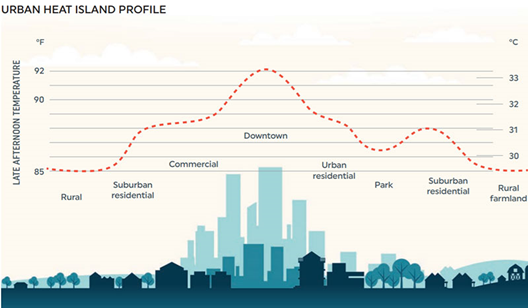 URBAN HEAT ISLAND PROFILE
°F
°C
LATE AFTERNOON TEMPERATURE
92
90
85
33
32
31
30
Downtown
Commercial
Urban
residential
Rural
Suburban
residential
Park
Suburban
residential
Rural
farmland